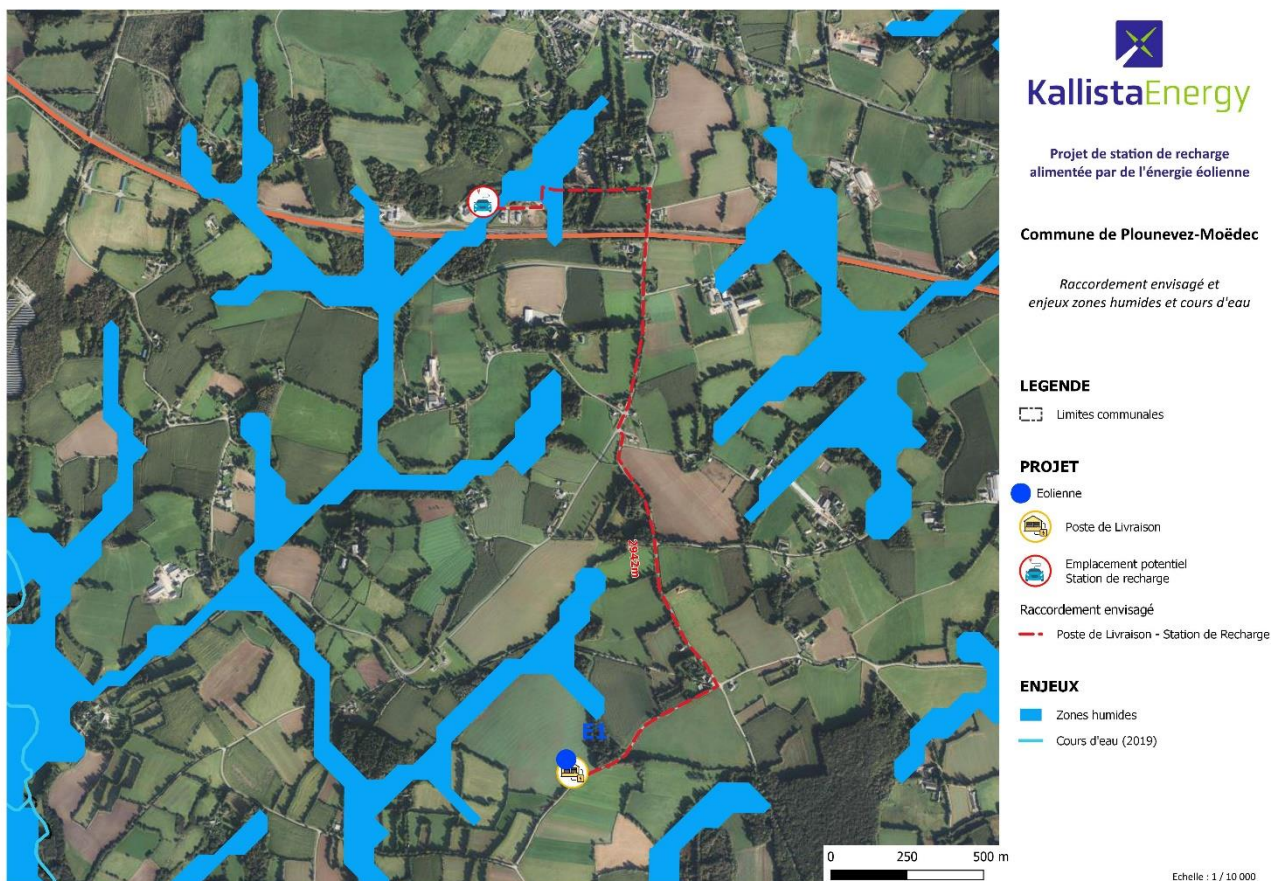 KallistaEnergy
Projet de station de recharge
alimentée par de l'énergie éolienne
Commune de Plounevez-Moëdec
Raccordement envisagé et
enjeux zones humides et cours d'eau
LEGENDE
Limites communales
PROJET
Eolienne
Poste de Livraison
Emplacement potentiel
Station de recharge
Raccordement envisagé
Poste de Livraison - Station de Recharge
ENJEUX
Zones humides
Cours d'eau (2019)
2942m
E1
0 250 500 m
Echelle : 1 / 10 000